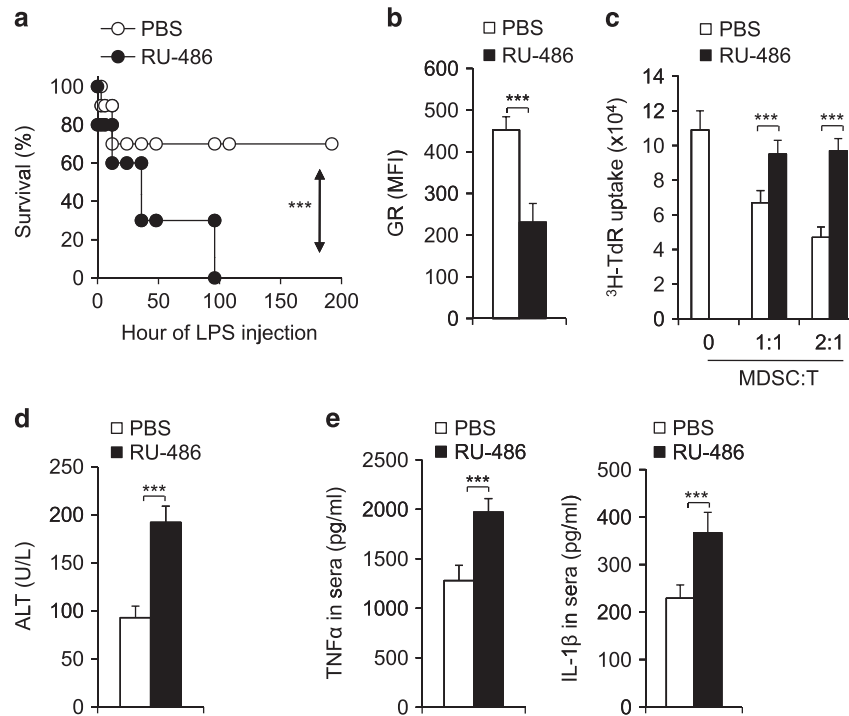 a
PBS
RU-486
100
80
60
40
20
0
Survival (%)
***
0 50 100 150 200
Hour of LPS injection
b
PBS
RU-486
600
500
400
300
200
100
0
GR (MFI)
***
c
PBS
RU-486
14
12
10
8
6
4
2
0
³H-TdR uptake (x10⁴)
*** ***
0 1:1 2:1
MDSC:T
d
PBS
RU-486
250
200
150
100
50
0
ALT (U/L)
***
e
PBS
RU-486
2500
2000
1500
1000
500
0
TNFα in sera (pg/ml)
***
PBS
RU-486
500
400
300
200
100
0
IL-1β in sera (pg/ml)
***